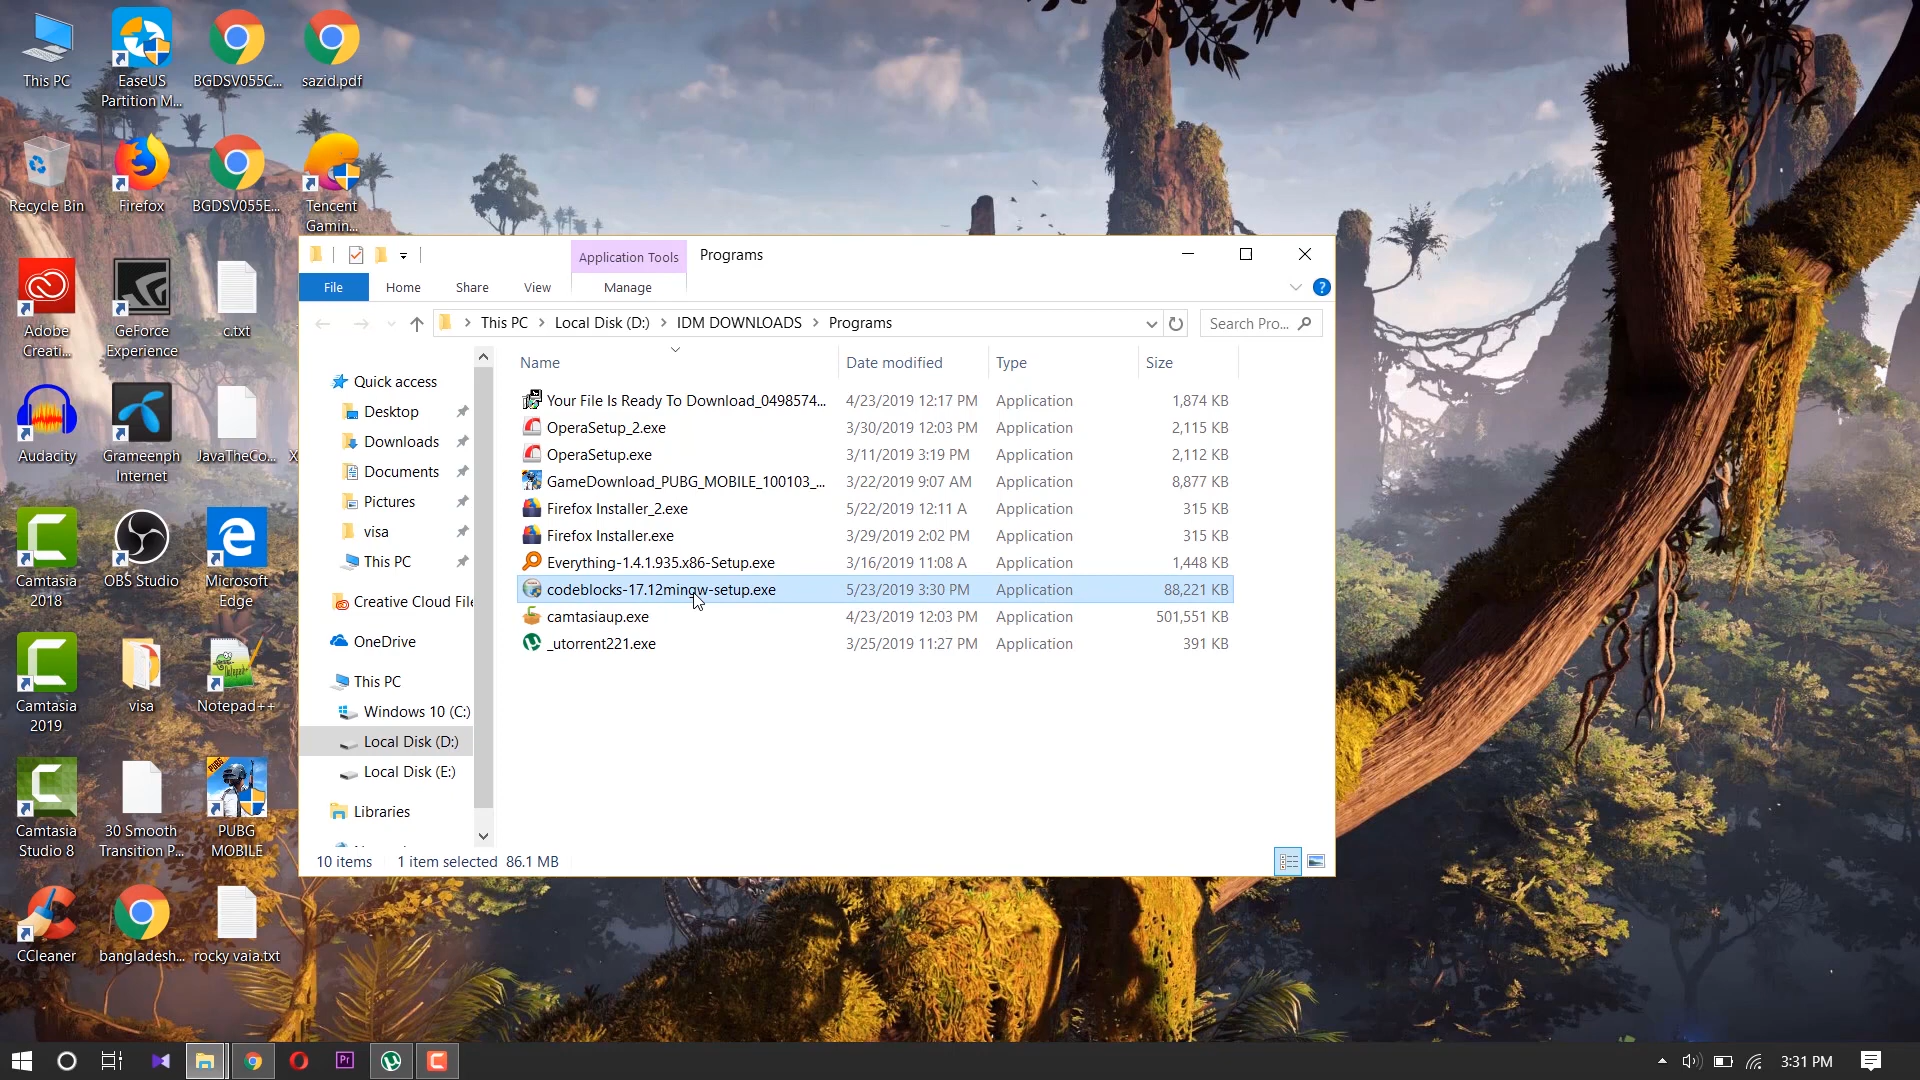 This PC
EaseUS
Partition M...
BGDSV055C...
sazid.pdf
Recycle Bin
Firefox
BGDSV055E...
Tencent
Gamin...
Adobe
Creati...
GeForce
Experience
c.txt
Audacity
Grameenph
Internet
JavaTheCo...
X
Camtasia
2018
OBS Studio
Microsoft
Edge
Camtasia
2019
visa
Notepad++
Camtasia
Studio 8
30 Smooth
Transition P...
PUBG
MOBILE
CCleaner
bangladesh...
rocky vaia.txt
Application Tools
Programs
File
Home
Share
View
Manage
This PC
Local Disk (D:)
IDM DOWNLOADS
Programs
Search Pro...
Quick access
Desktop
Downloads
Documents
Pictures
visa
This PC
Creative Cloud File
OneDrive
This PC
Windows 10 (C:)
Local Disk (D:)
Local Disk (E:)
Libraries
Name Date modified Type Size
Your File Is Ready To Download_0498574... 4/23/2019 12:17 PM Application 1,874 KB
OperaSetup_2.exe 3/30/2019 12:03 PM Application 2,115 KB
OperaSetup.exe 3/11/2019 3:19 PM Application 2,112 KB
GameDownload_PUBG_MOBILE_100103_... 3/22/2019 9:07 AM Application 8,877 KB
Firefox Installer_2.exe 5/22/2019 12:11 A Application 315 KB
Firefox Installer.exe 3/29/2019 2:02 PM Application 315 KB
Everything-1.4.1.935.x86-Setup.exe 3/16/2019 11:08 A Application 1,448 KB
codeblocks-17.12mingw-setup.exe 5/23/2019 3:30 PM Application 88,221 KB
camtasiaup.exe 4/23/2019 12:03 PM Application 501,551 KB
_utorrent221.exe 3/25/2019 11:27 PM Application 391 KB
10 items 1 item selected 86.1 MB
Pr
3:31 PM